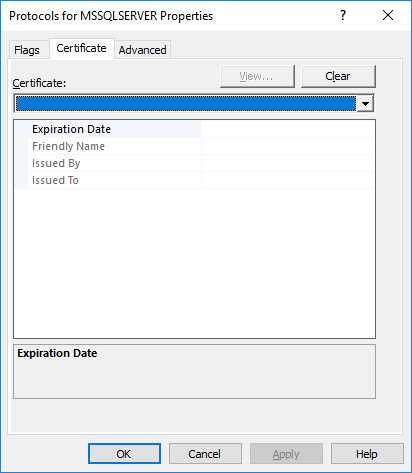 Protocols for MSSQLSERVER Properties ? ×
Flags Certificate Advanced
View... Clear
Certificate:
Expiration Date
Friendly Name
Issued By
Issued To
Expiration Date
OK Cancel Apply Help